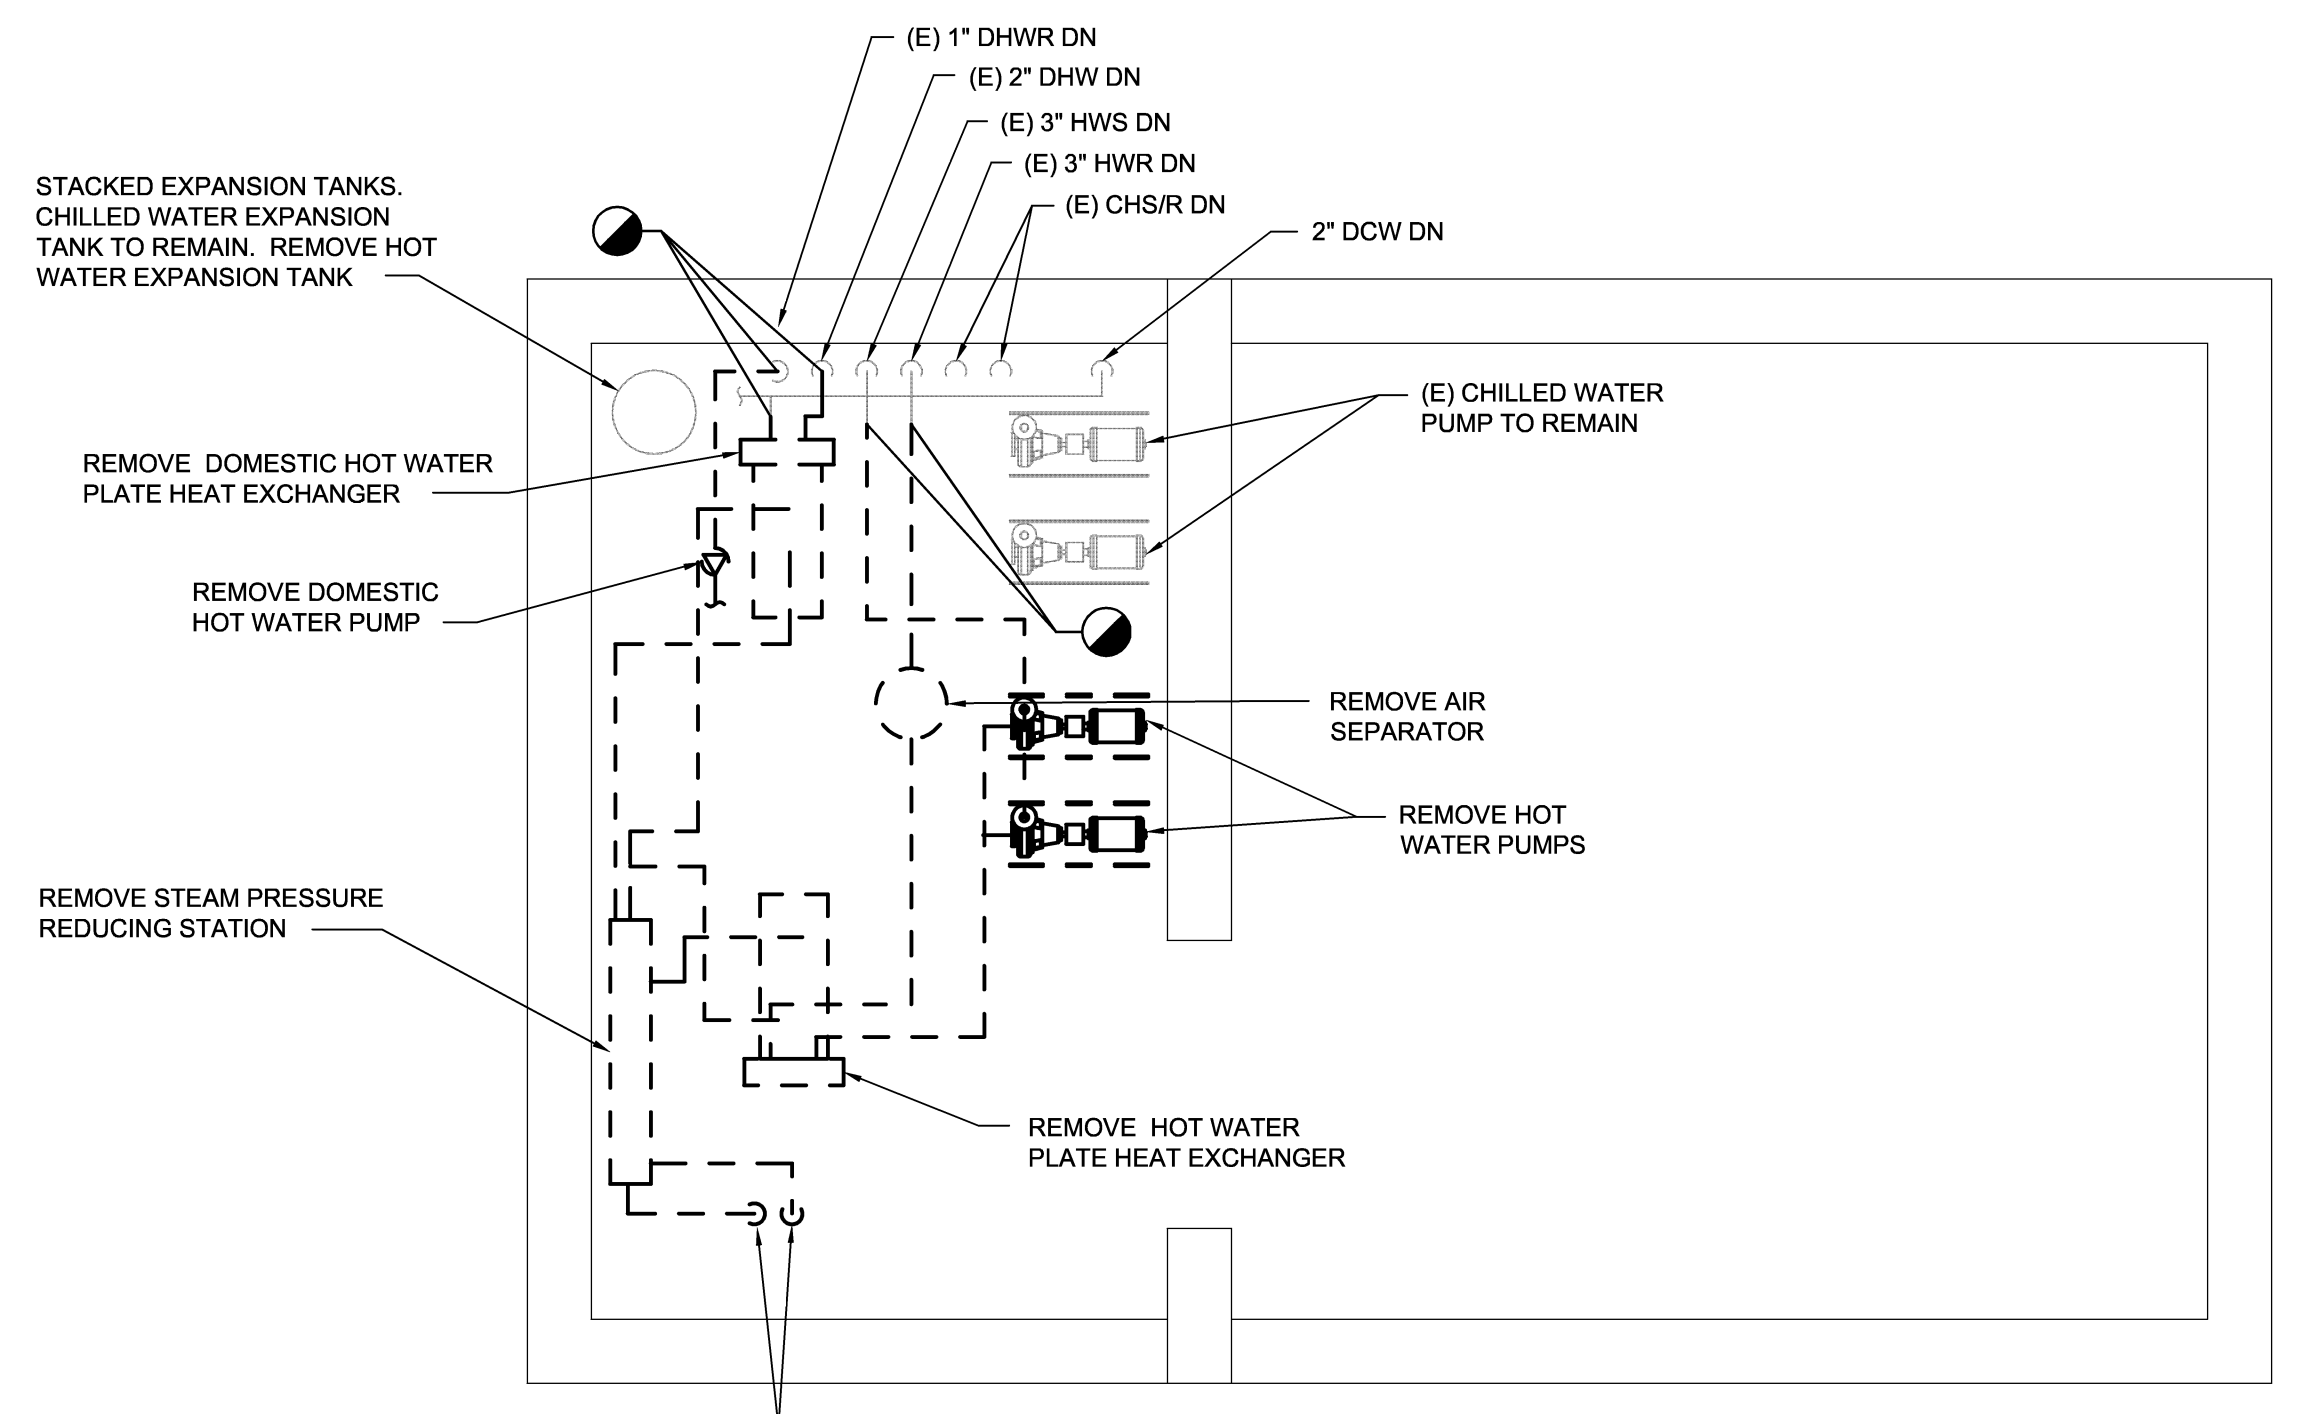 (E) 1" DHWR DN
(E) 2" DHW DN
(E) 3" HWS DN
(E) 3" HWR DN
(E) CHS/R DN
2" DCW DN
STACKED EXPANSION TANKS.
CHILLED WATER EXPANSION
TANK TO REMAIN.  REMOVE HOT
WATER EXPANSION TANK
(E) CHILLED WATER
PUMP TO REMAIN
REMOVE  DOMESTIC HOT WATER
PLATE HEAT EXCHANGER
REMOVE DOMESTIC
HOT WATER PUMP
REMOVE AIR
SEPARATOR
REMOVE HOT
WATER PUMPS
REMOVE STEAM PRESSURE
REDUCING STATION
REMOVE  HOT WATER
PLATE HEAT EXCHANGER